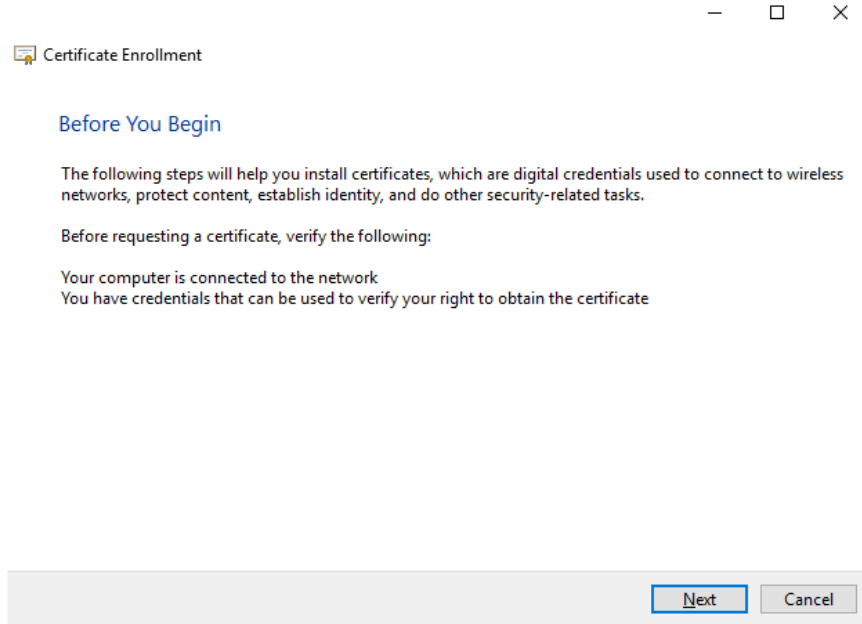 Certificate Enrollment
Before You Begin
The following steps will help you install certificates, which are digital credentials used to connect to wireless
networks, protect content, establish identity, and do other security-related tasks.
Before requesting a certificate, verify the following:
Your computer is connected to the network
You have credentials that can be used to verify your right to obtain the certificate
Next
Cancel